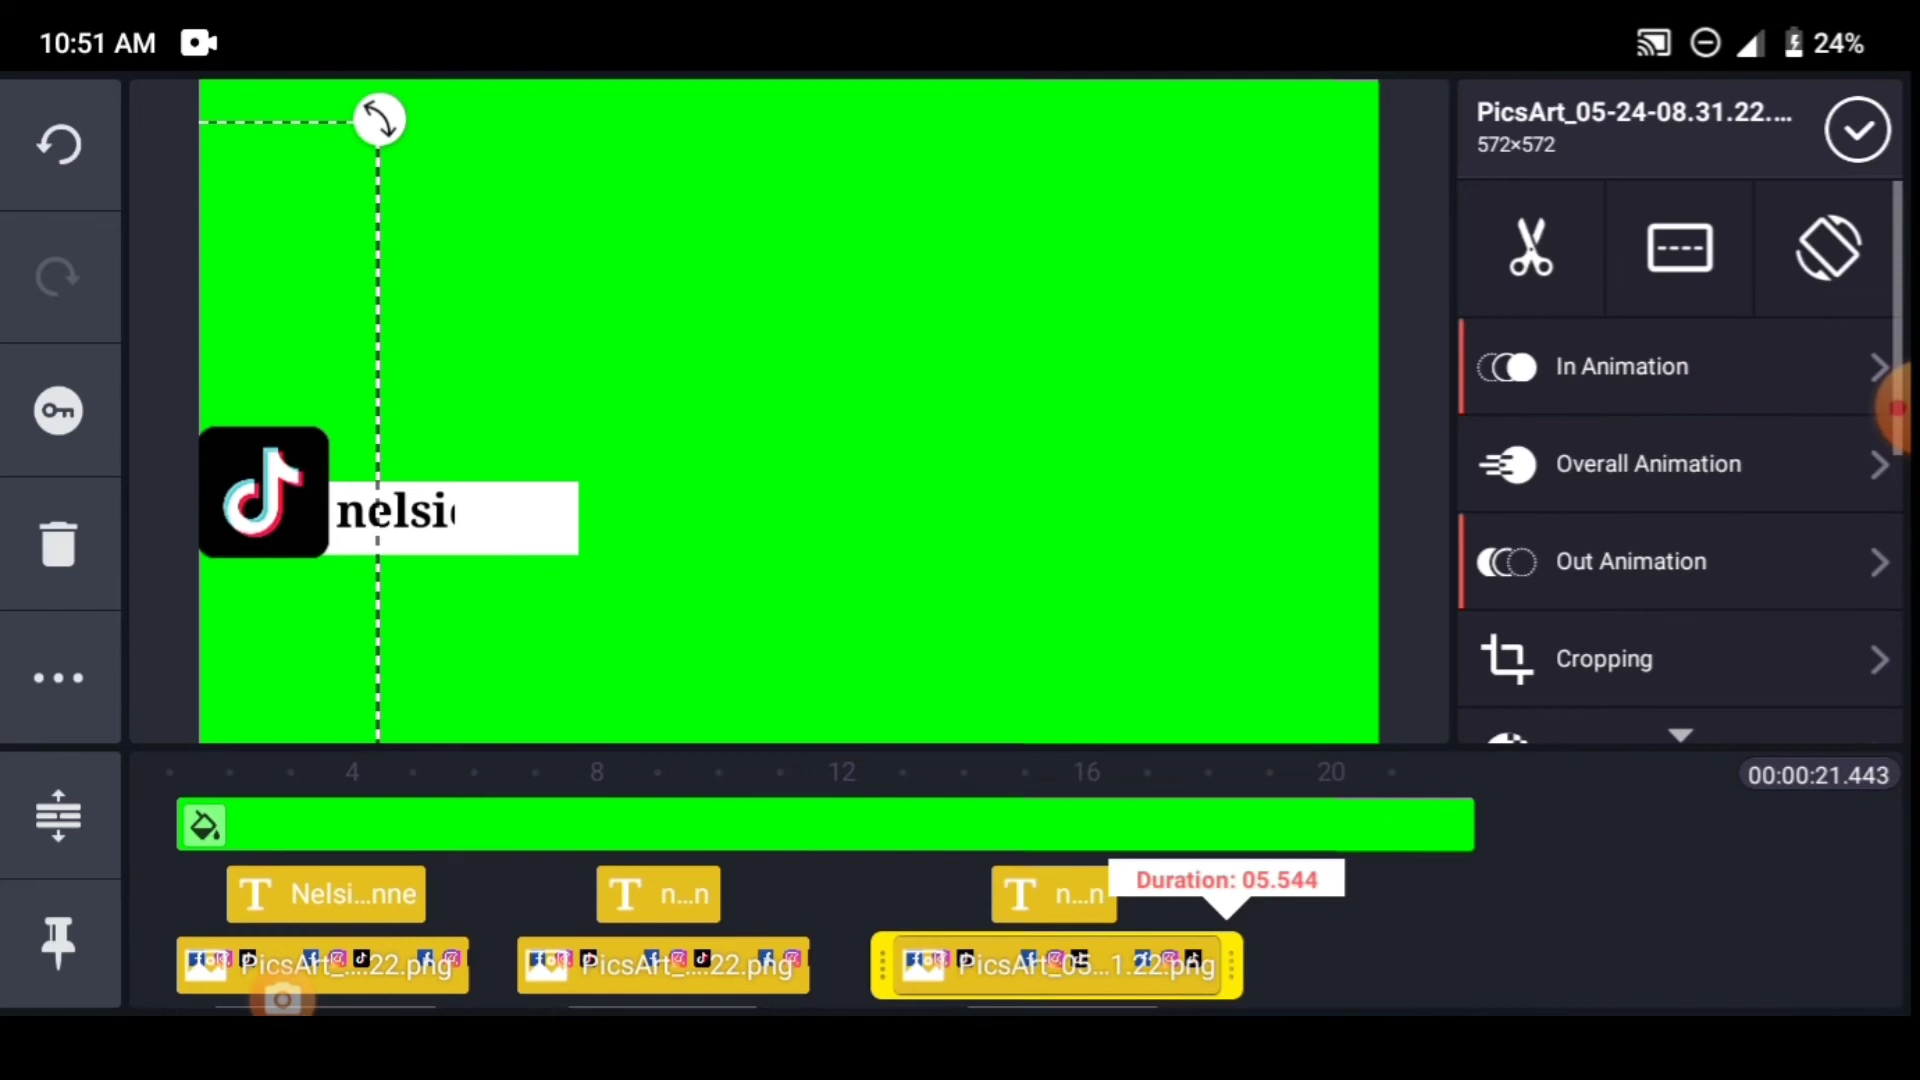 10:51 AM
24%
PicsArt_05-24-08.31.22....
572×572
In Animation
Overall Animation
Out Animation
Cropping
nelsi
4 8 12 16 20
00:00:21.443
Duration: 05.544
T Nelsi...nne
T n...n
T n...n
PicsArt_....22.png
PicsArt_....22.png
PicsArt_05...1.22.png